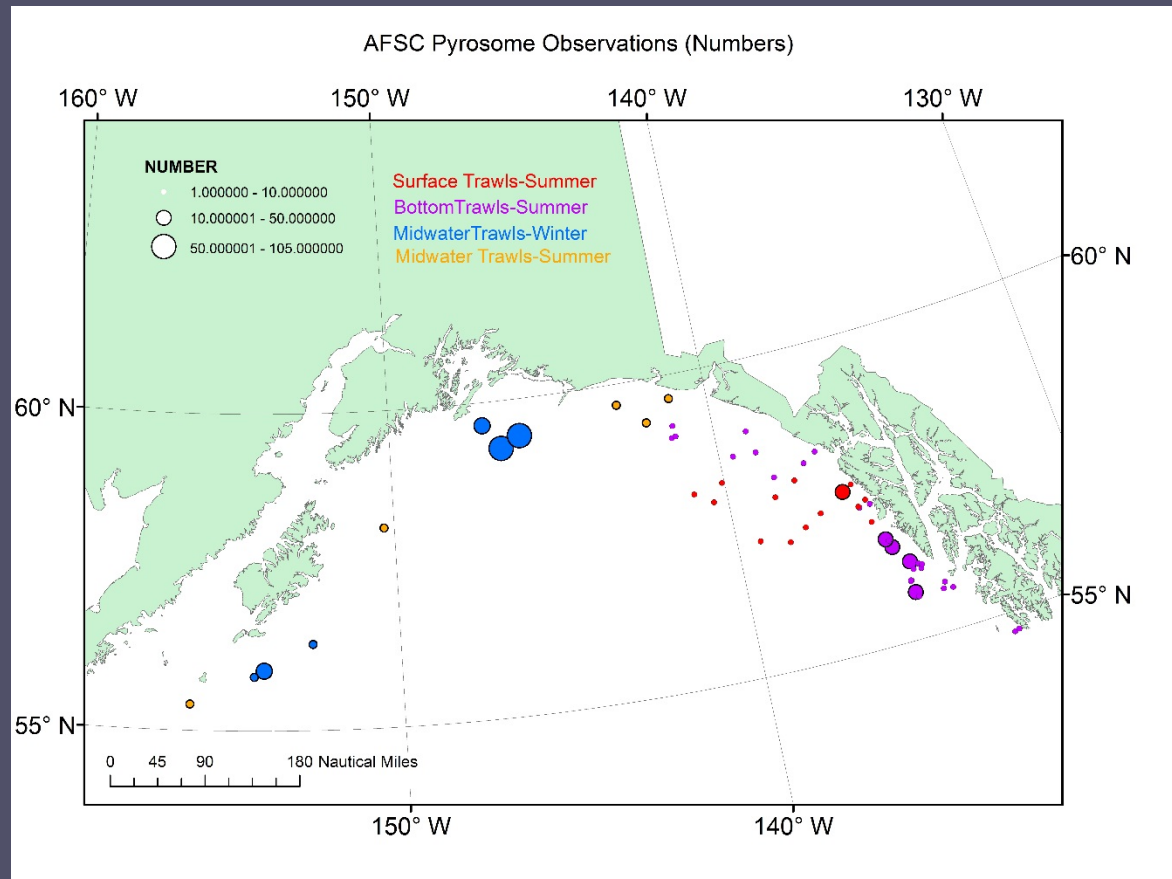 AFSC Pyrosome Observations (Numbers)
160° W 150° W 140° W 130° W
NUMBER
1.000000 - 10.000000
10.000001 - 50.000000
50.000001 - 105.000000
Surface Trawls-Summer
BottomTrawls-Summer
MidwaterTrawls-Winter
Midwater Trawls-Summer
60° N
60° N
55° N
55° N
0 45 90 180 Nautical Miles
150° W 140° W